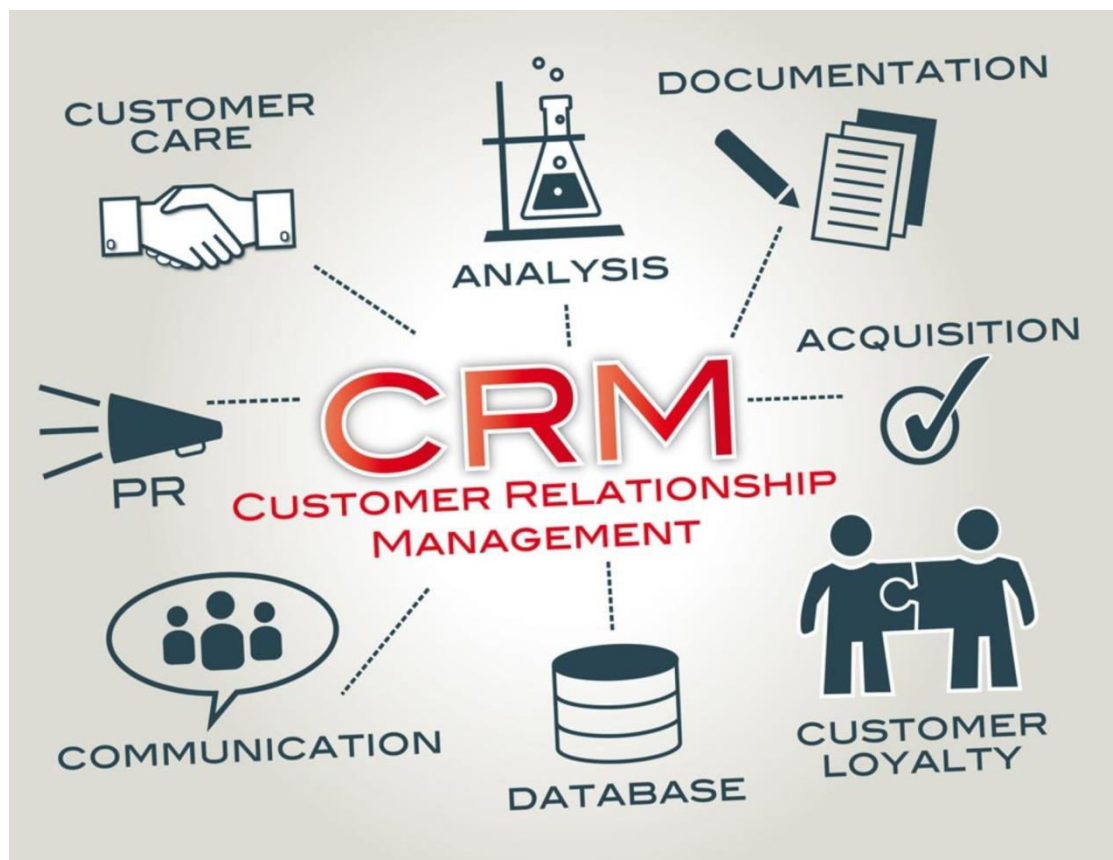 CUSTOMER
CARE
ANALYSIS
DOCUMENTATION
ACQUISITION
PR
CRM
CUSTOMER RELATIONSHIP
MANAGEMENT
COMMUNICATION
DATABASE
CUSTOMER
LOYALTY